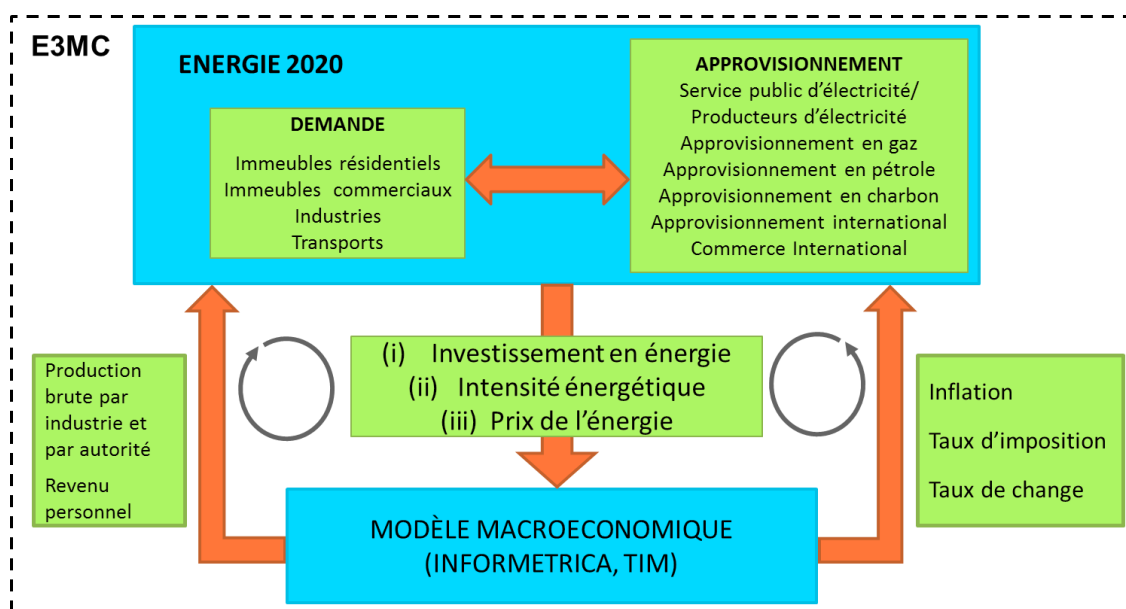 E3MC
ENERGIE 2020
DEMANDE
Immeubles résidentiels
Immeubles commerciaux
Industries
Transports
APPROVISIONNEMENT
Service public d'électricité/
Producteurs d'électricité
Approvisionnement en gaz
Approvisionnement en pétrole
Approvisionnement en charbon
Approvisionnement international
Commerce International
Production
brute par
industrie et
par autorité
Revenu
personnel
(i) Investissement en énergie
(ii) Intensité énergétique
(iii) Prix de l'énergie
Inflation
Taux d'imposition
Taux de change
MODÈLE MACROECONOMIQUE
(INFORMETRICA, TIM)